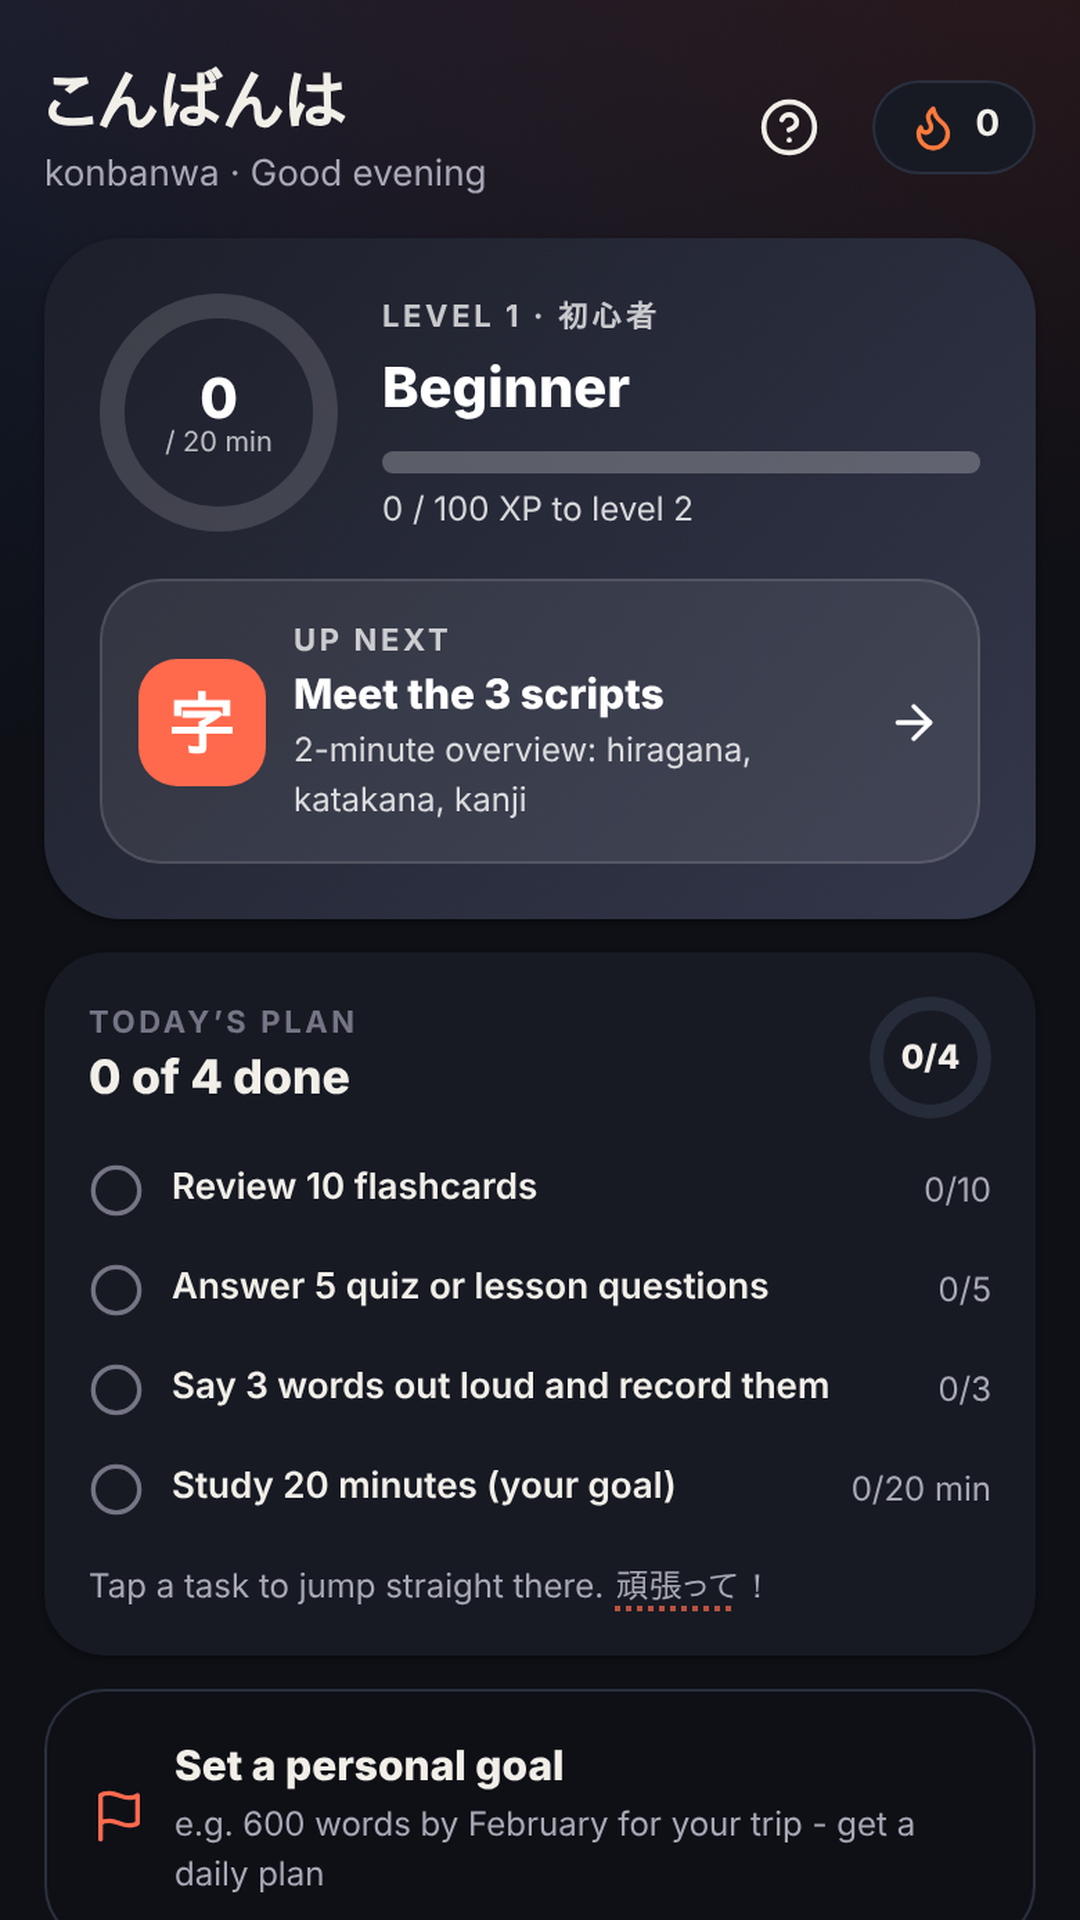 こんばんは
konbanwa · Good evening
0
LEVEL 1 · 初心者
Beginner
0
/ 20 min
0 / 100 XP to level 2
UP NEXT
字
Meet the 3 scripts
2-minute overview: hiragana,
katakana, kanji
TODAY’S PLAN
0 of 4 done
0/4
Review 10 flashcards
0/10
Answer 5 quiz or lesson questions
0/5
Say 3 words out loud and record them
0/3
Study 20 minutes (your goal)
0/20 min
Tap a task to jump straight there. 頑張って！
Set a personal goal
e.g. 600 words by February for your trip - get a
daily plan